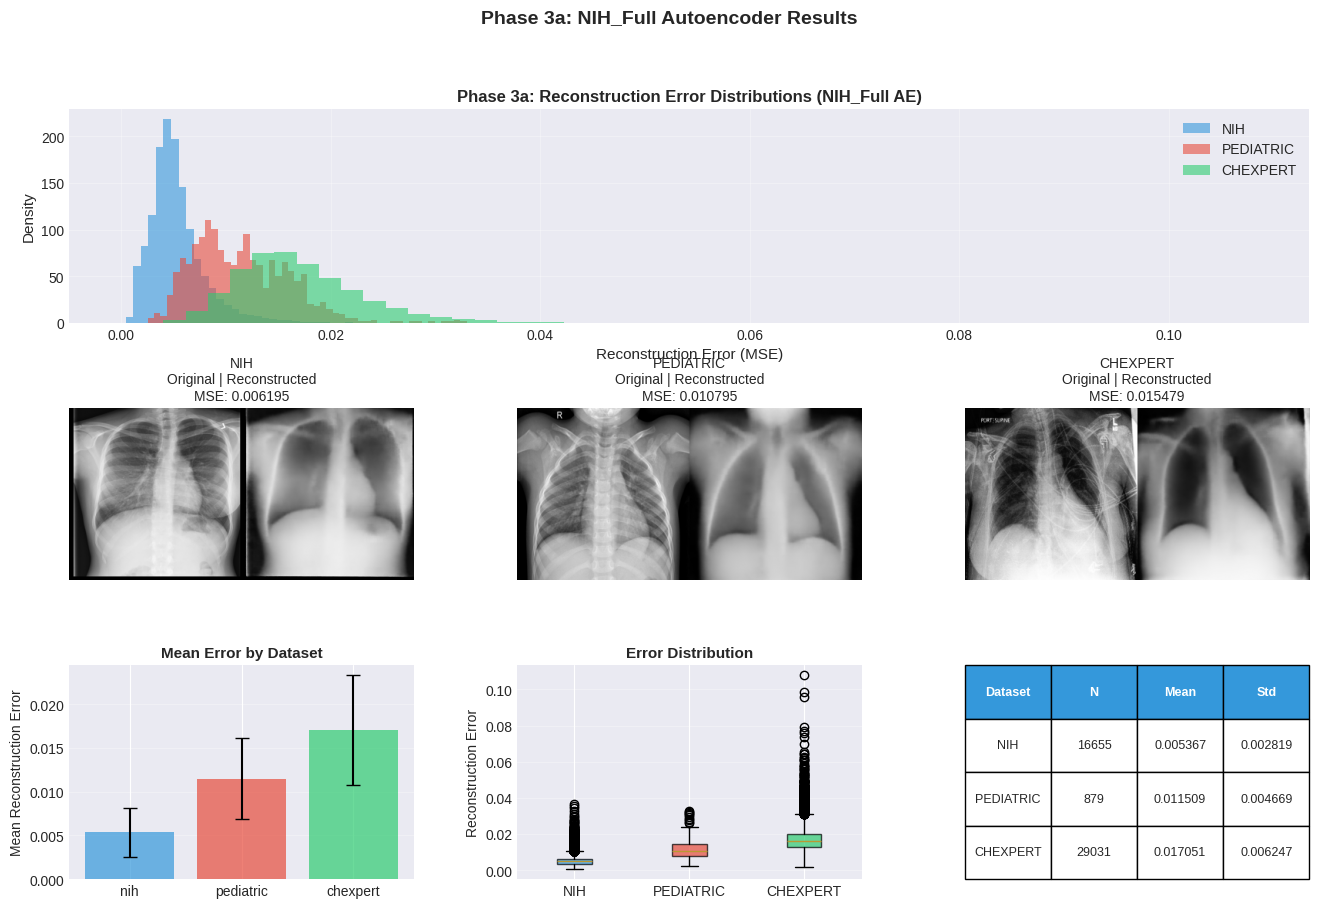 Phase 3a: NIH_Full Autoencoder Results
Phase 3a: Reconstruction Error Distributions (NIH_Full AE)
Density
200
150
100
50
0
NIH
PEDIATRIC
CHEXPERT
0.00 0.02 0.04 0.06 0.08 0.10
Reconstruction Error (MSE)
NIH
Original | Reconstructed
MSE: 0.006195
PEDIATRIC
Original | Reconstructed
MSE: 0.010795
CHEXPERT
Original | Reconstructed
MSE: 0.015479
R
PORT SUPINE
L
Mean Error by Dataset
Mean Reconstruction Error
0.020
0.015
0.010
0.005
0.000
nih pediatric chexpert
Error Distribution
Reconstruction Error
0.10
0.08
0.06
0.04
0.02
0.00
NIH PEDIATRIC CHEXPERT
Dataset N Mean Std
NIH 16655 0.005367 0.002819
PEDIATRIC 879 0.011509 0.004669
CHEXPERT 29031 0.017051 0.006247